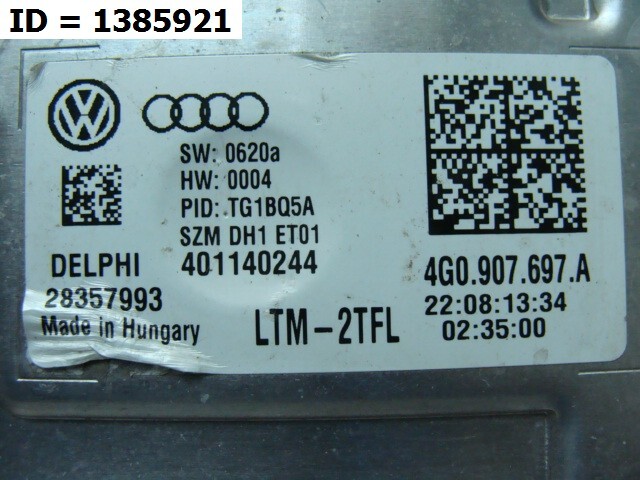 ID = 1385921
SW: 0620a
HW: 0004
PID: TG1BQ5A
SZM DH1 ET01
DELPHI 401140244
28357993
Made in Hungary
LTM-2TFL
4G0.907.697.A
22:08:13:34
02:35:00